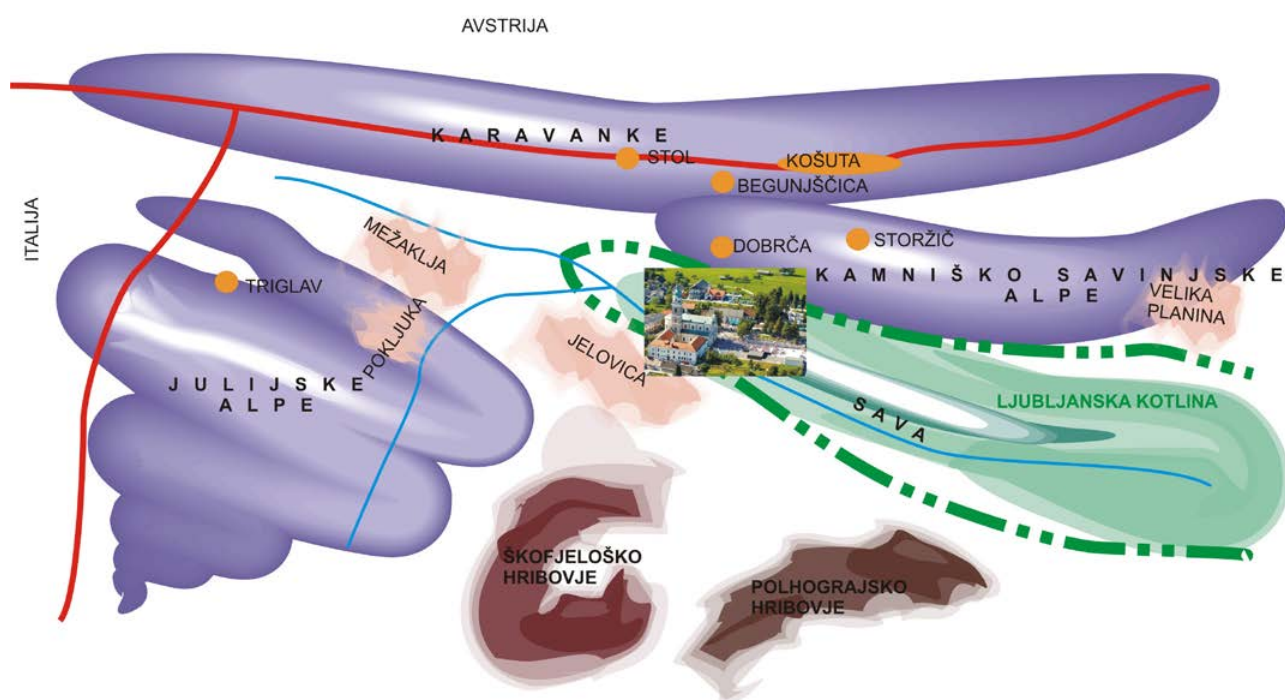 AVSTRIJA
KARAVANKE
STOL
KOŠUTA
BEGUNJŠČICA
ITALIJA
MEŽAKLJA
DOBRČA
STORŽIČ
KAMNIŠKO SAVINJSKE
ALPE
VELIKA
PLANINA
TRIGLAV
POKLJUKA
JELOVICA
JULIJSKE
ALPE
SAVA
LJUBLJANSKA KOTLINA
ŠKOFJELOŠKO
HRIBOVJE
POLHOGRAJSKO
HRIBOVJE